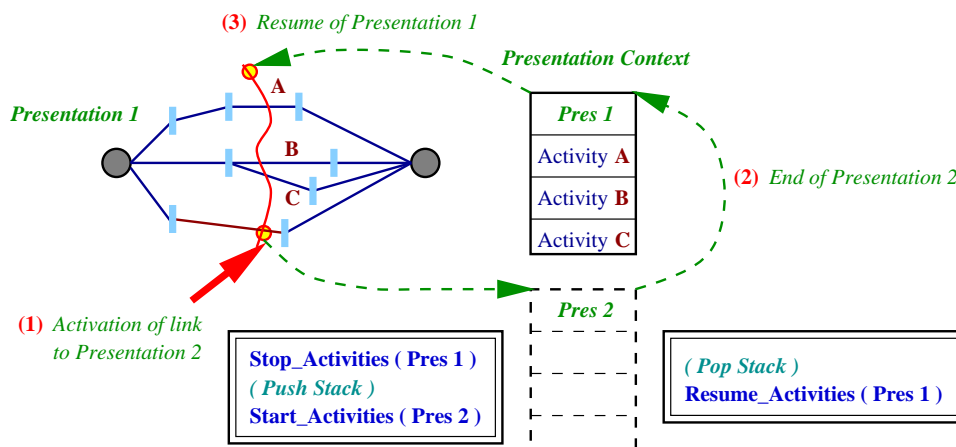 (3) Resume of Presentation 1
Presentation Context
A
Presentation 1
Pres 1
B
Activity A
C
Activity B
(2) End of Presentation 2
Activity C
(1) Activation of link
to Presentation 2
Pres 2
Stop_Activities ( Pres 1 )
( Push Stack )
Start_Activities ( Pres 2 )
( Pop Stack )
Resume_Activities ( Pres 1 )